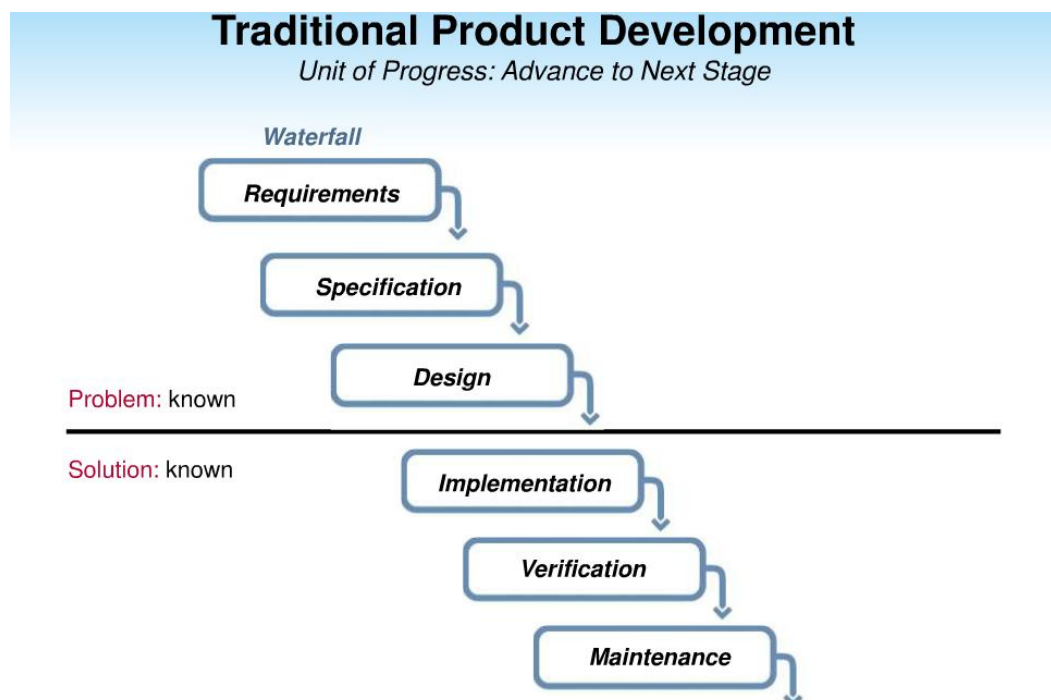 Traditional Product Development
Unit of Progress: Advance to Next Stage
Waterfall
Requirements
Specification
Design
Problem: known
Solution: known
Implementation
Verification
Maintenance